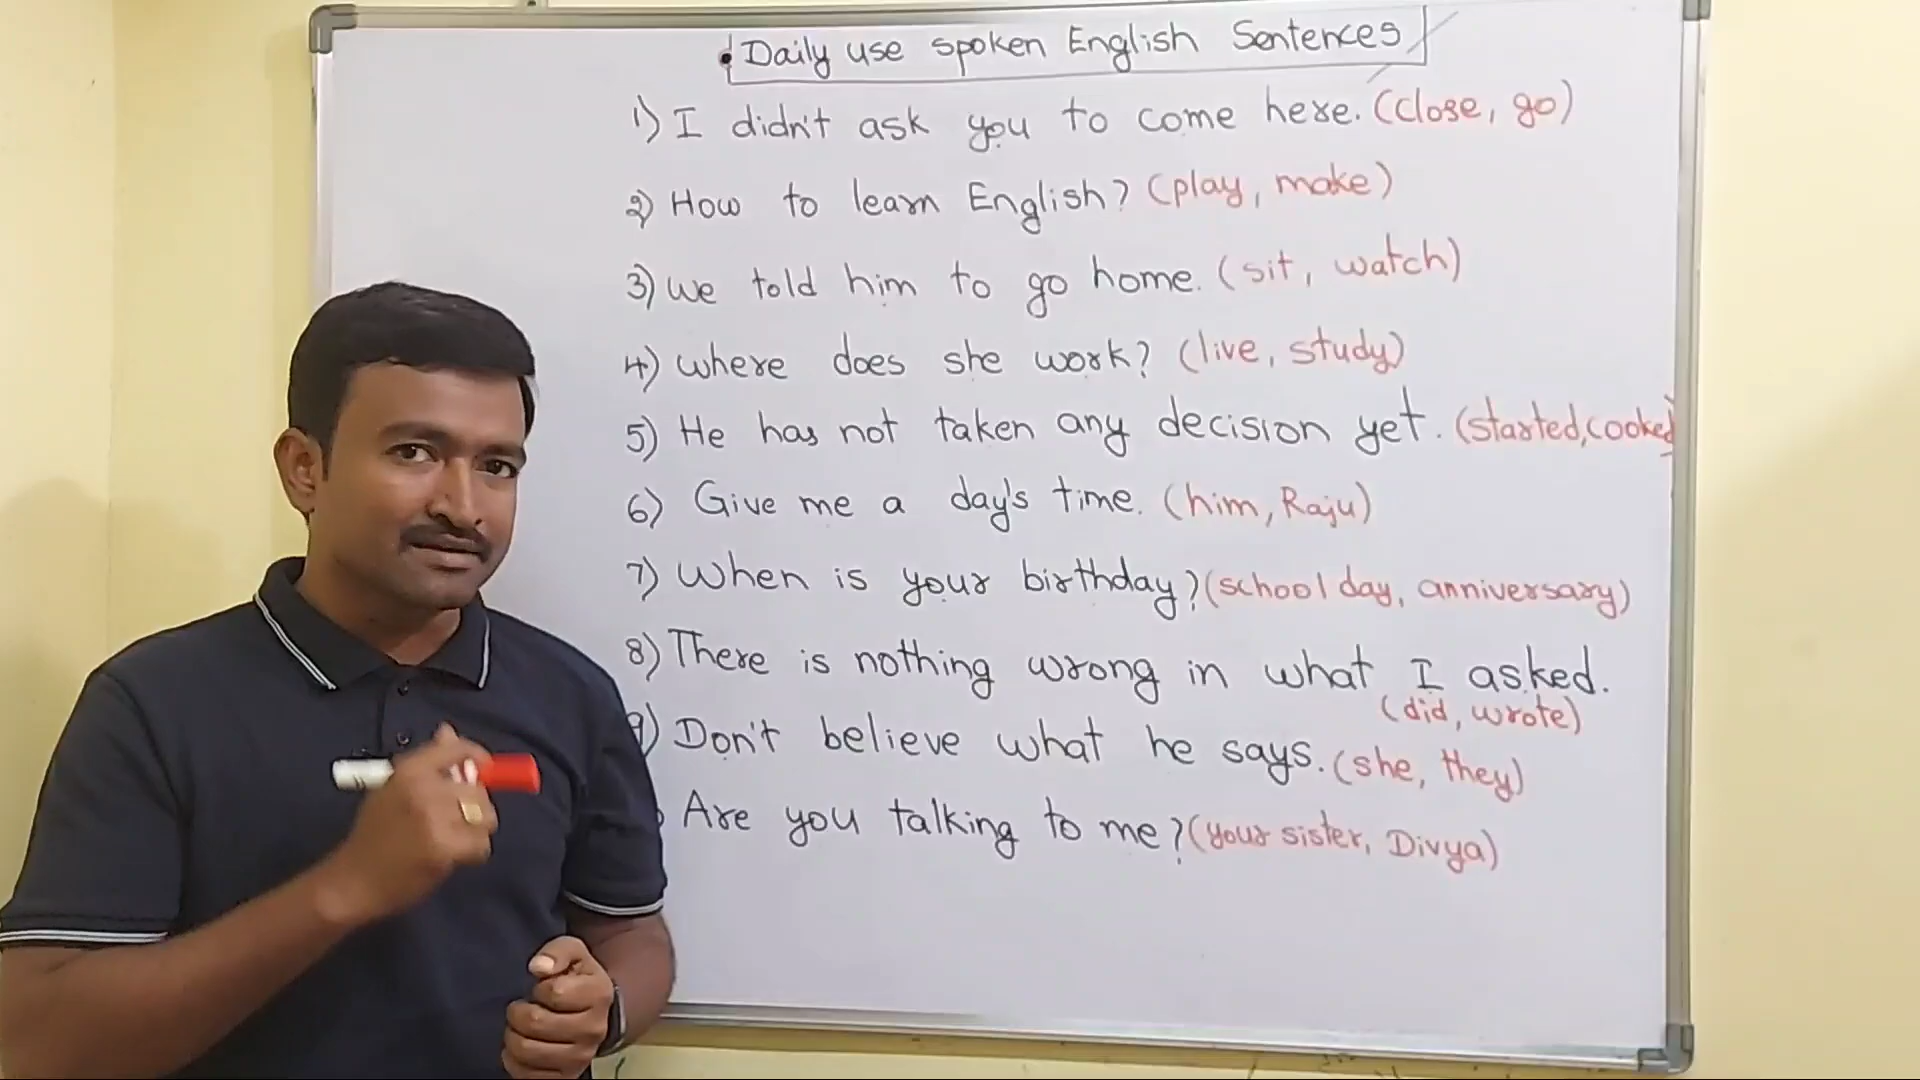 Daily use spoken English Sentences
1) I didn't ask you to come here. (close, go)
2) How to learn English? (play, make)
3) We told him to go home. (sit, watch)
4) where does she work? (live, study)
5) He has not taken any decision yet. (started, cooked)
6) Give me a day's time. (him, Raju)
7) When is your birthday? (school day, anniversary)
8) There is nothing wrong in what I asked.
(did, wrote)
9) Don't believe what he says. (she, they)
Are you talking to me? (your sister, Divya)